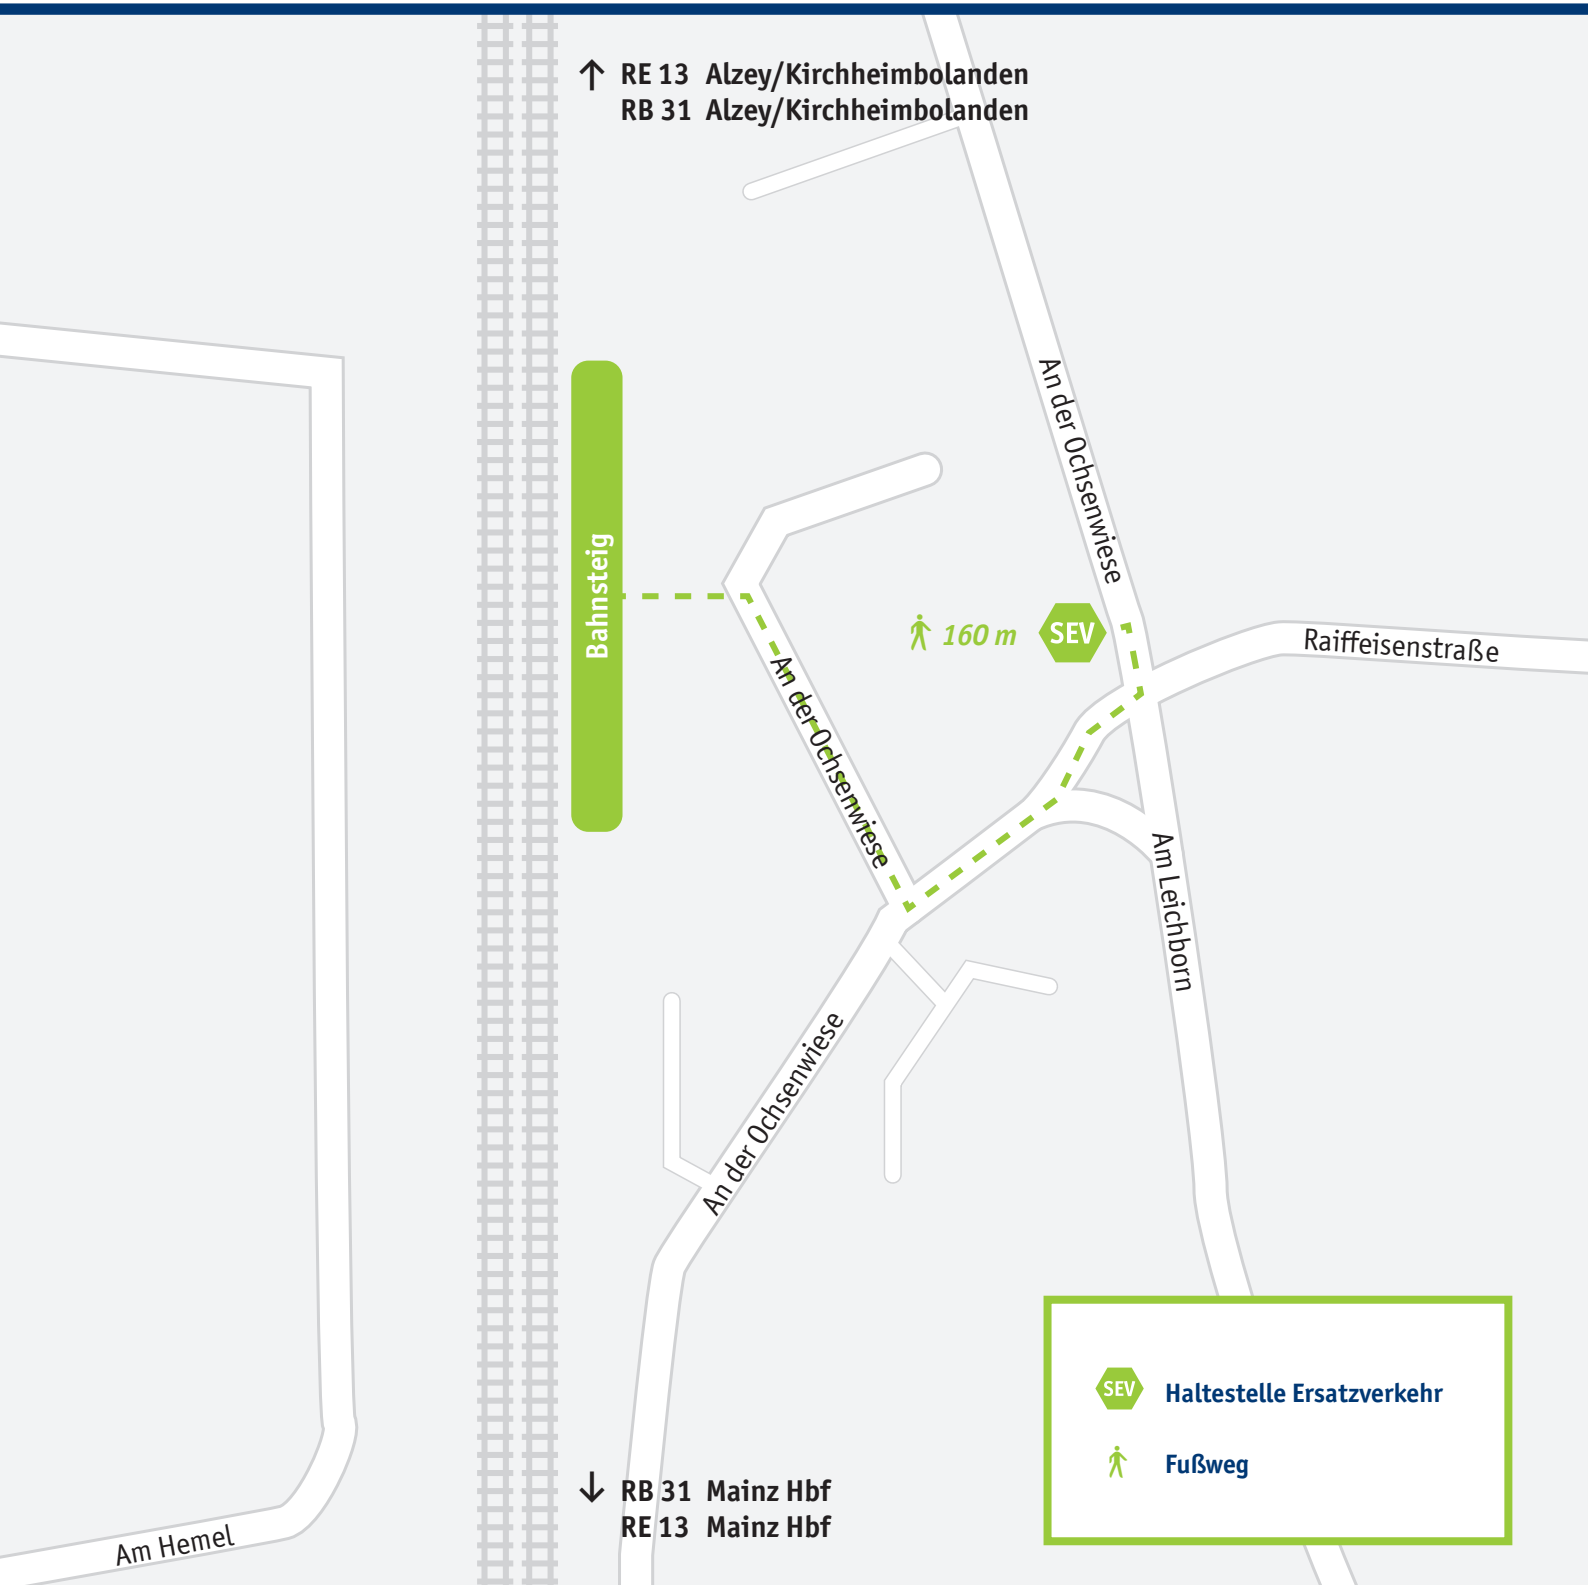 RE 13 Alzey/Kirchheimbolanden
RB 31 Alzey/Kirchheimbolanden
An der Ochsenwiese
Bahnsteig
160 m
SEV
Raiffeisenstraße
An der Ochsenwiese
Am Leichborn
An der Ochsenwiese
SEV Haltestelle Ersatzverkehr
Fußweg
RB 31 Mainz Hbf
RE 13 Mainz Hbf
Am Hemel